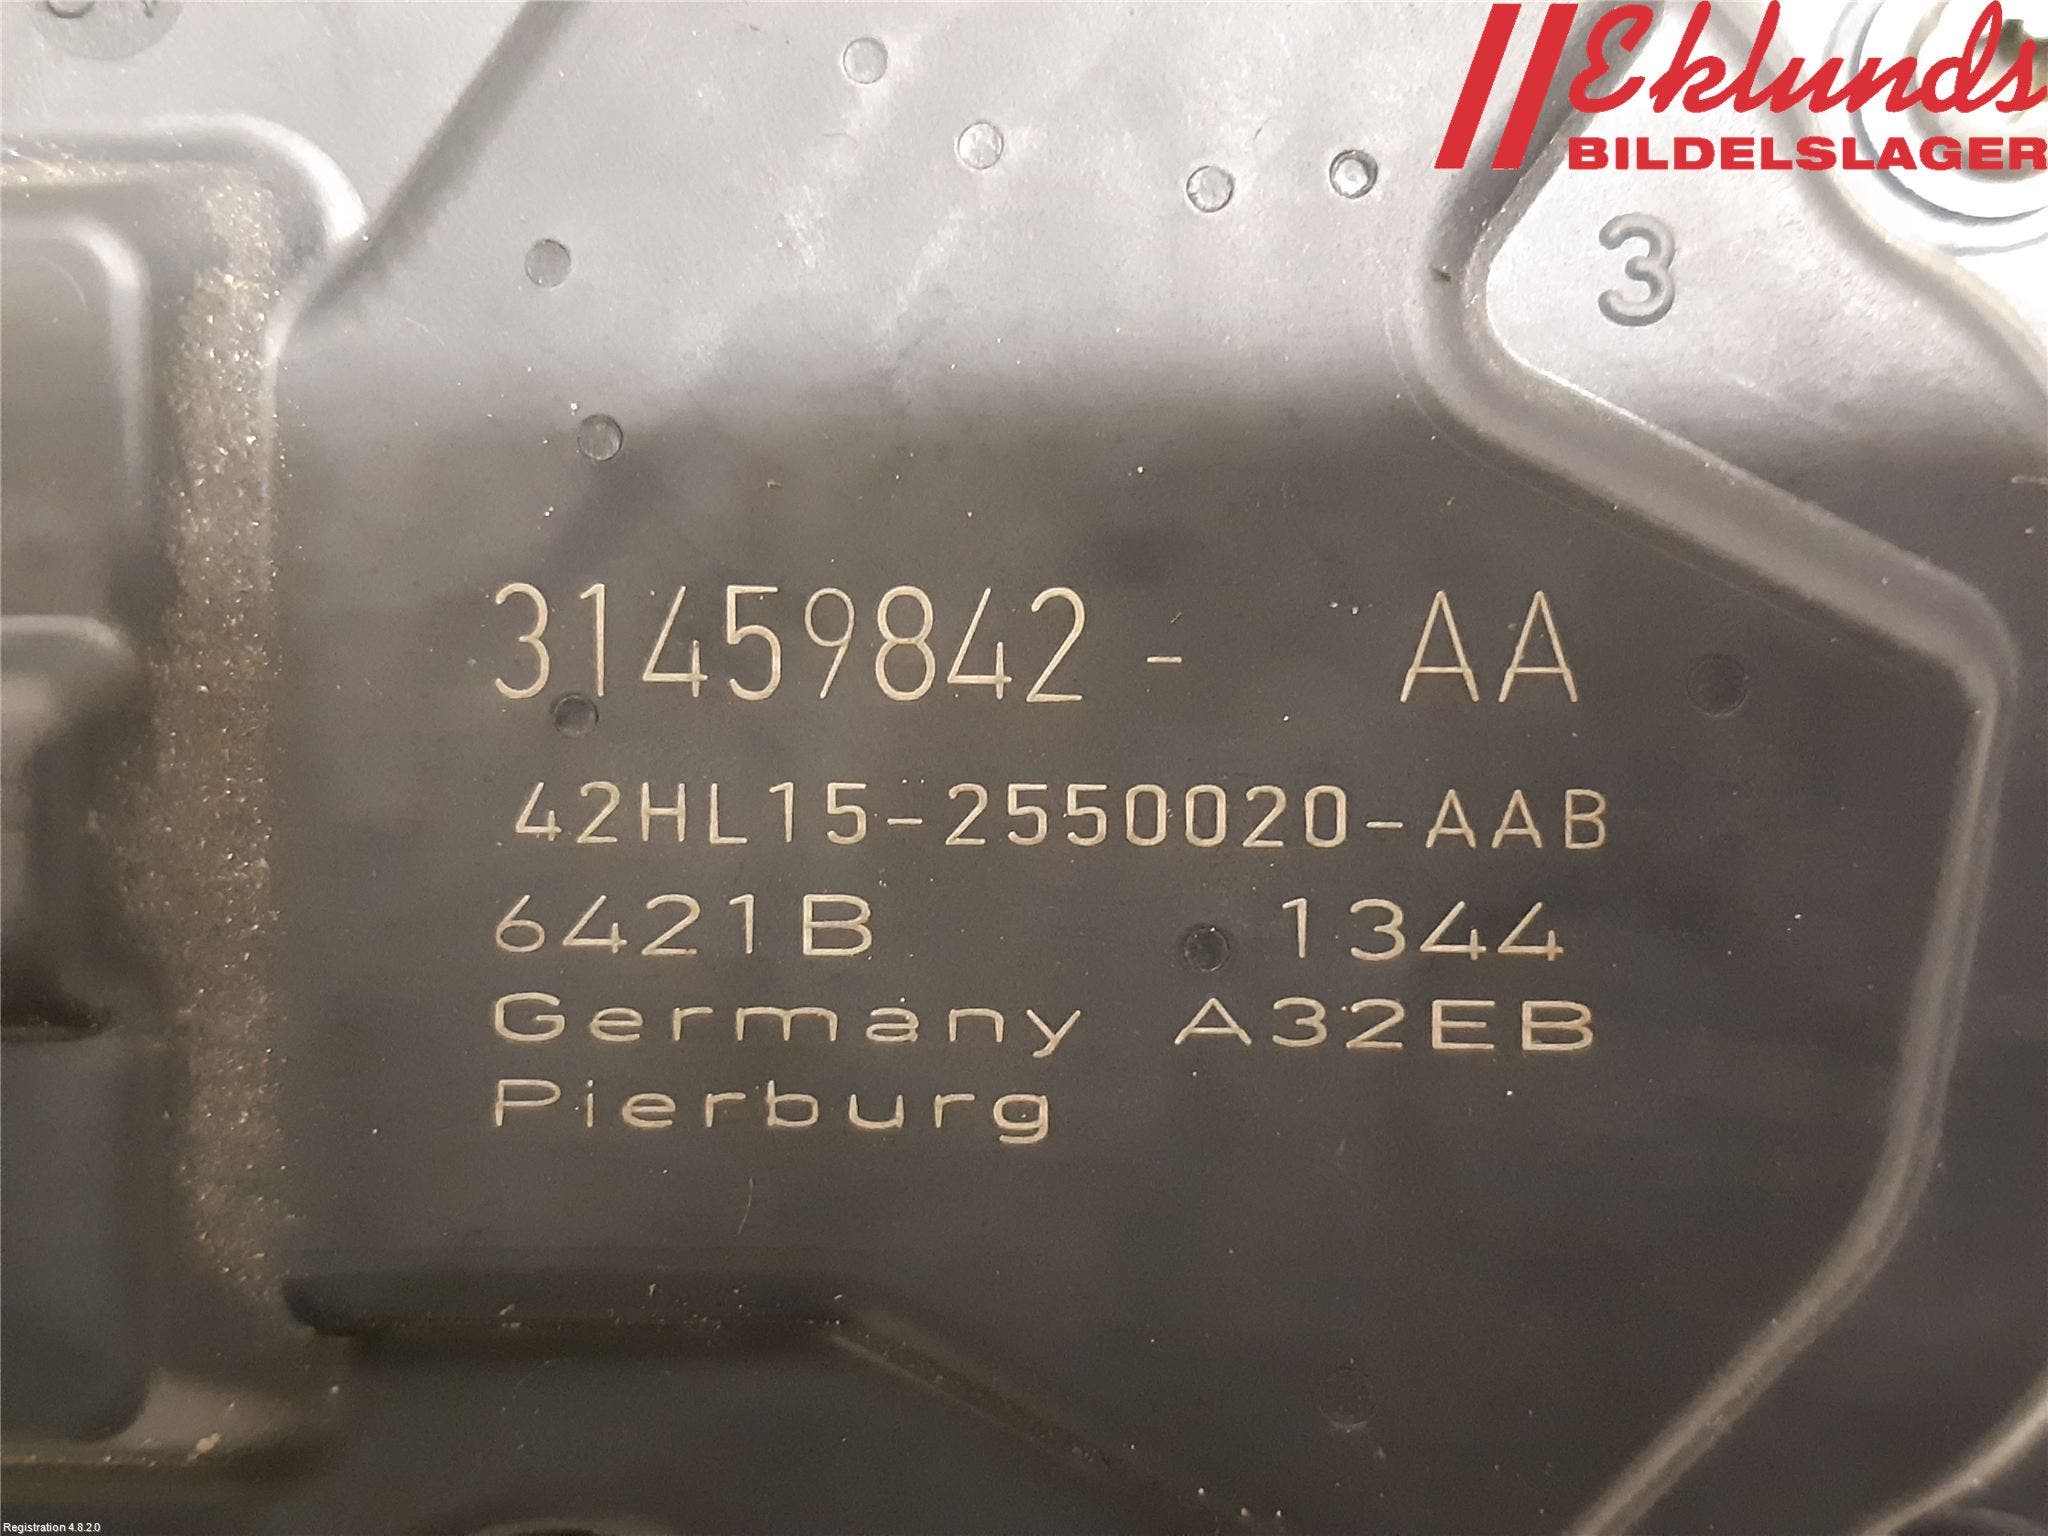 Eklunds
BILDELSLAGER
3
31459842 - AA
42HL15-2550020-AAB
6421B 1344
Germany A32EB
Pierburg
Registration 4.8.2.0